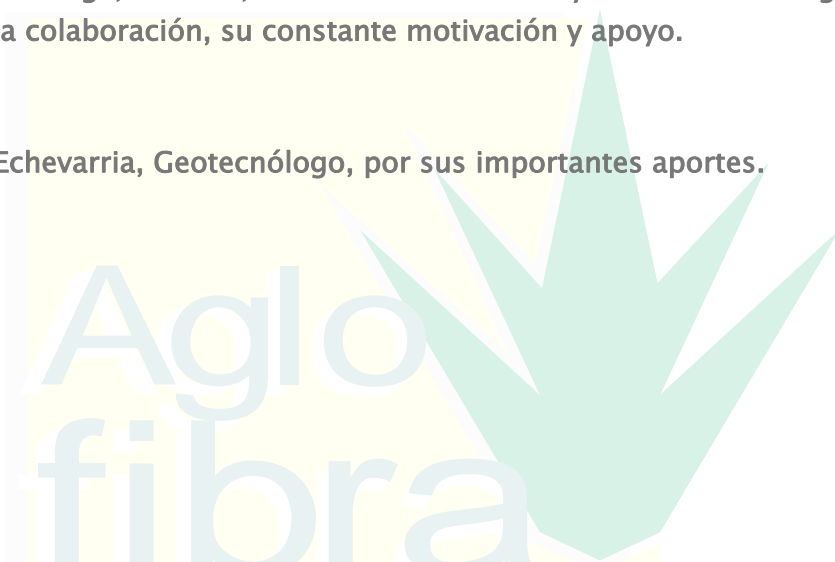 a colaboración, su constante motivación y apoyo.
Echevarria, Geotecnólogo, por sus importantes aportes.
Aglo
fibra